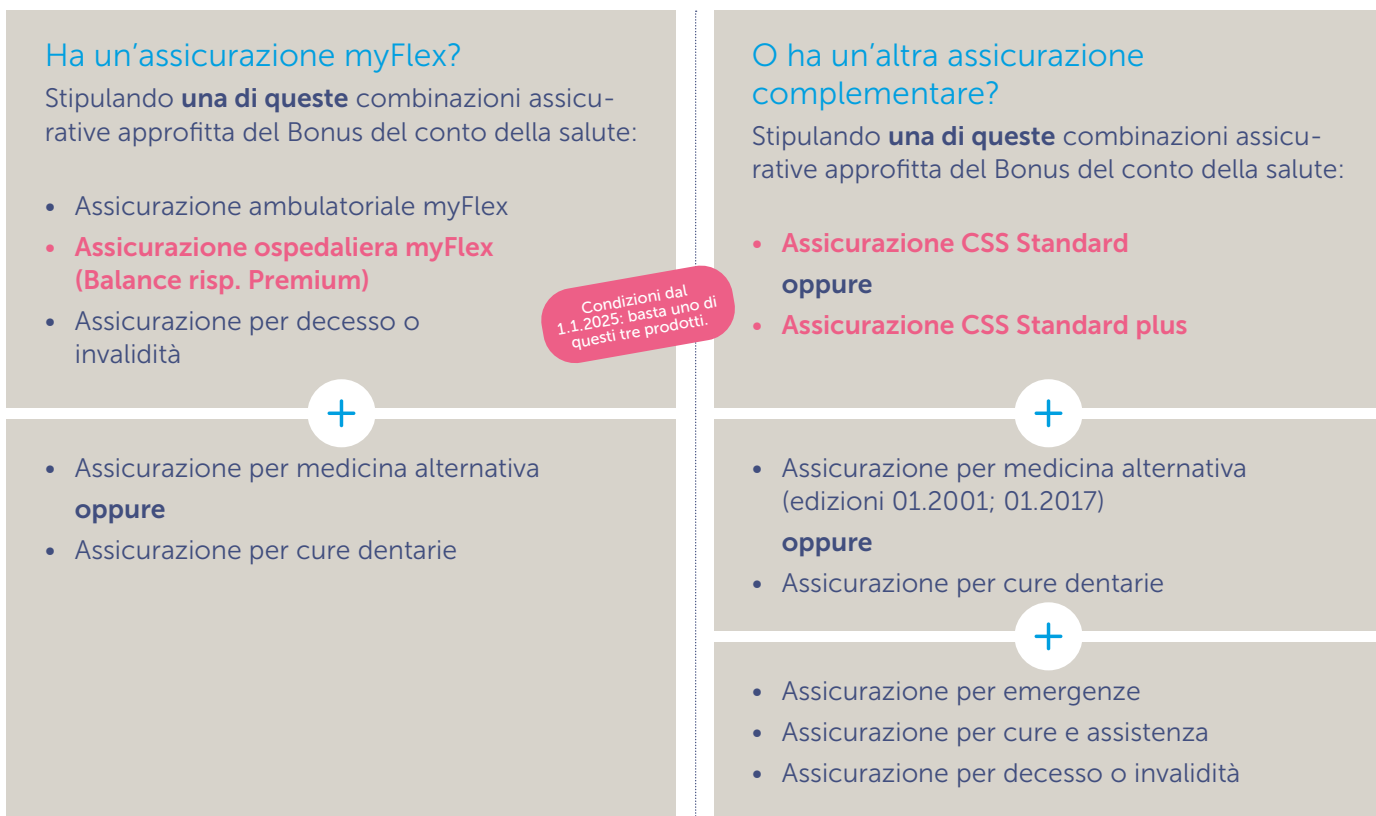 Ha un’assicurazione myFlex?
Stipulando una di queste combinazioni assicu-
rative approfitta del Bonus del conto della salute:
• Assicurazione ambulatoriale myFlex
• Assicurazione ospedaliera myFlex
(Balance risp. Premium)
• Assicurazione per decesso o
invalidità
+
• Assicurazione per medicina alternativa
oppure
• Assicurazione per cure dentarie
Condizioni dal
1.1.2025: basta uno di
questi tre prodotti.
O ha un’altra assicurazione
complementare?
Stipulando una di queste combinazioni assicu-
rative approfitta del Bonus del conto della salute:
• Assicurazione CSS Standard
oppure
• Assicurazione CSS Standard plus
+
• Assicurazione per medicina alternativa
(edizioni 01.2001; 01.2017)
oppure
• Assicurazione per cure dentarie
+
• Assicurazione per emergenze
• Assicurazione per cure e assistenza
• Assicurazione per decesso o invalidità